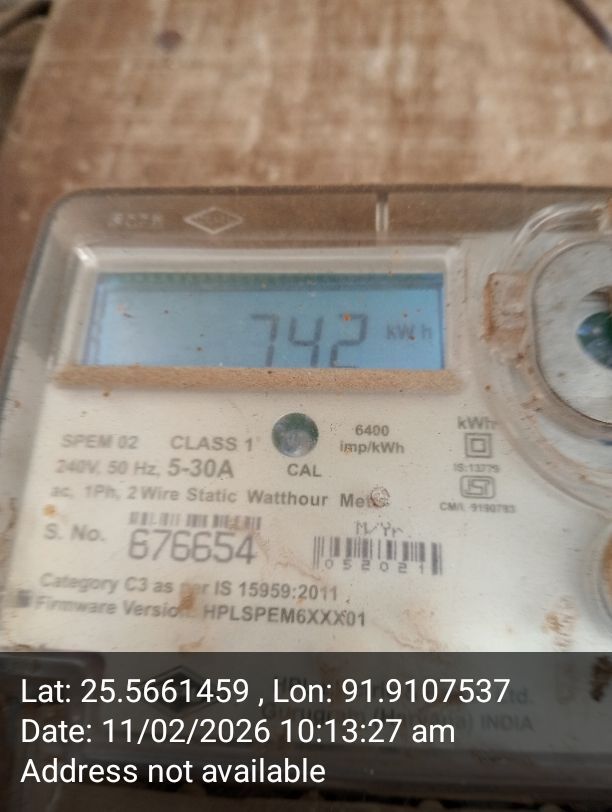 742 kWh
6400
imp/kWh
kWh
SPEM 02 CLASS 1
240V, 50 Hz, 5-30A
CAL
IS:13779
ac, 1Ph, 2 Wire Static Watthour
CM/L-9190793
M/Yr
S. No. 676654
052021
Category C3 as per IS 15959:2011
Firmware Version HPLSPEM6XXX01
Ltd.
INDIA
Lat: 25.5661459 , Lon: 91.9107537
Date: 11/02/2026 10:13:27 am
Address not available